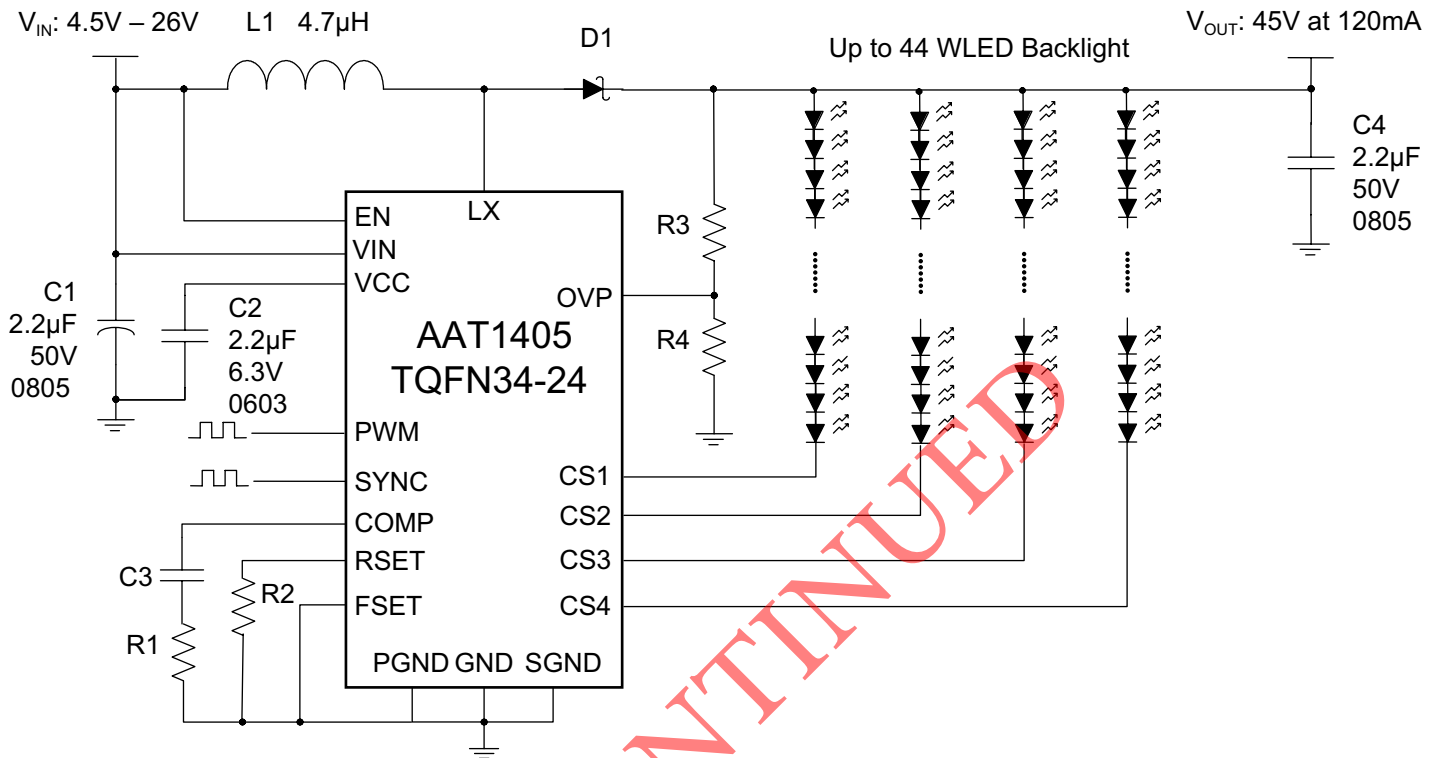 V_IN: 4.5V – 26V
L1 4.7µH
D1
Up to 44 WLED Backlight
V_OUT: 45V at 120mA
C4
2.2µF
50V
0805
R3
R4
C1
2.2µF
50V
0805
C2
2.2µF
6.3V
0603
C3
R1
R2
LX
EN
VIN
VCC
OVP
AAT1405
TQFN34-24
PWM
SYNC
COMP
RSET
FSET
CS1
CS2
CS3
CS4
PGND GND SGND
NTINUED